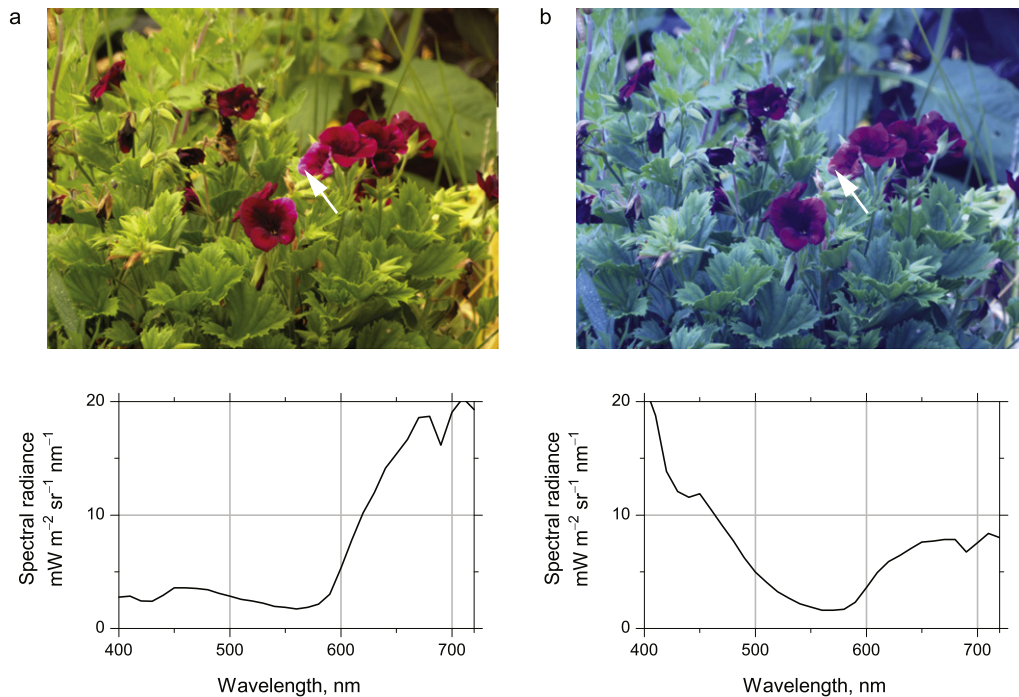 a
b
20
10
0
Spectral radiance
mW m⁻² sr⁻¹ nm⁻¹
400
500
600
700
Wavelength, nm
20
10
0
Spectral radiance
mW m⁻² sr⁻¹ nm⁻¹
400
500
600
700
Wavelength, nm